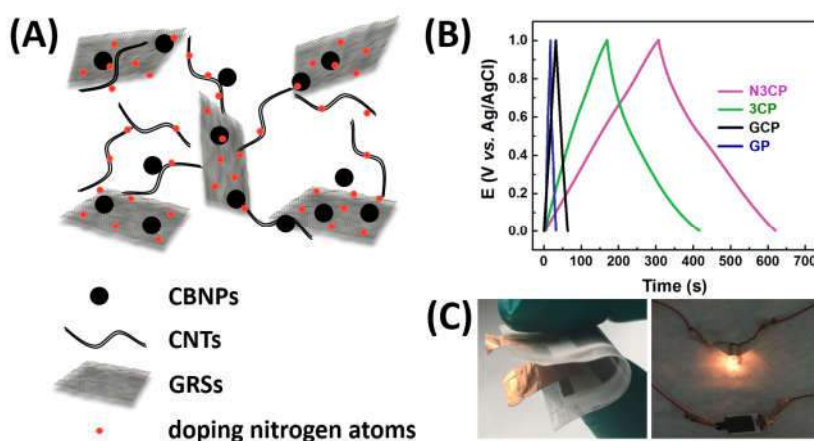 (A)
CBNPs
CNTs
GRSs
doping nitrogen atoms
(B)
E (V vs. Ag/AgCl)
1.0
0.8
0.6
0.4
0.2
0.0
N3CP
3CP
GCP
GP
0 100 200 300 400 500 600 700
Time (s)
(C)